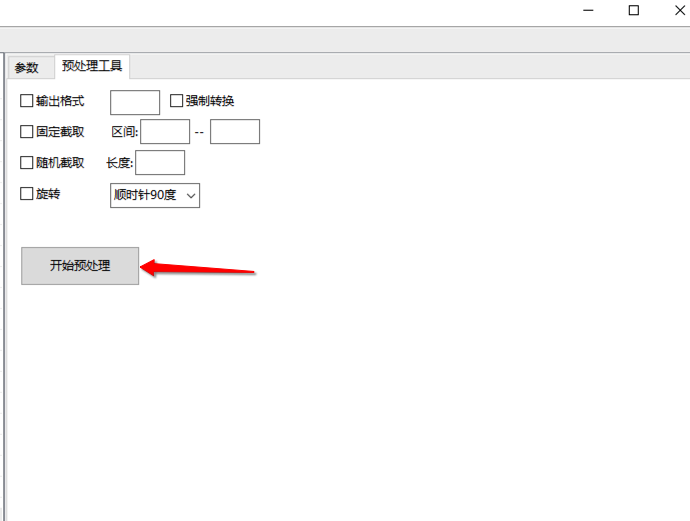 参数 预处理工具
输出格式 强制转换
固定截取 区间: --
随机截取 长度:
旋转 顺时针90度
开始预处理